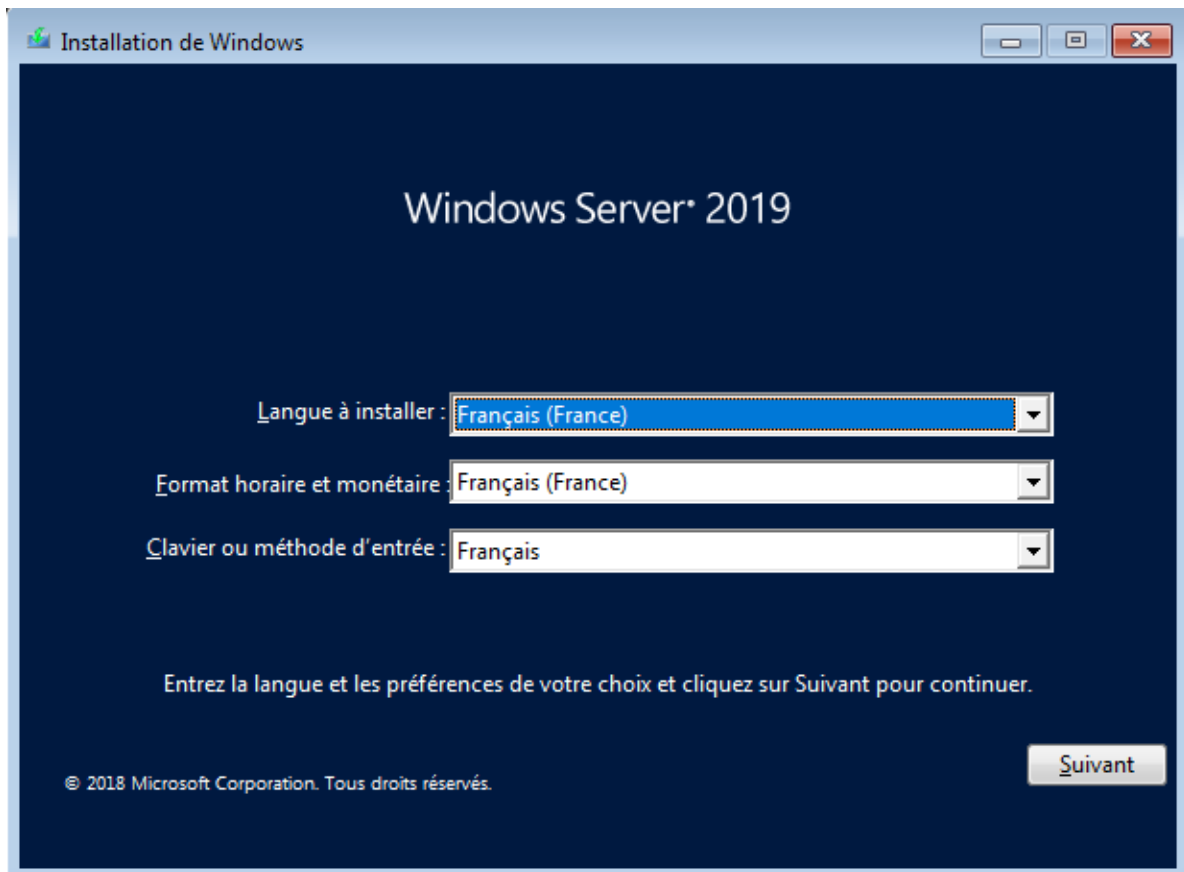 Installation de Windows
Windows Server 2019
Langue à installer : Français (France)
Format horaire et monétaire : Français (France)
Clavier ou méthode d'entrée : Français
Entrez la langue et les préférences de votre choix et cliquez sur Suivant pour continuer.
Suivant
© 2018 Microsoft Corporation. Tous droits réservés.